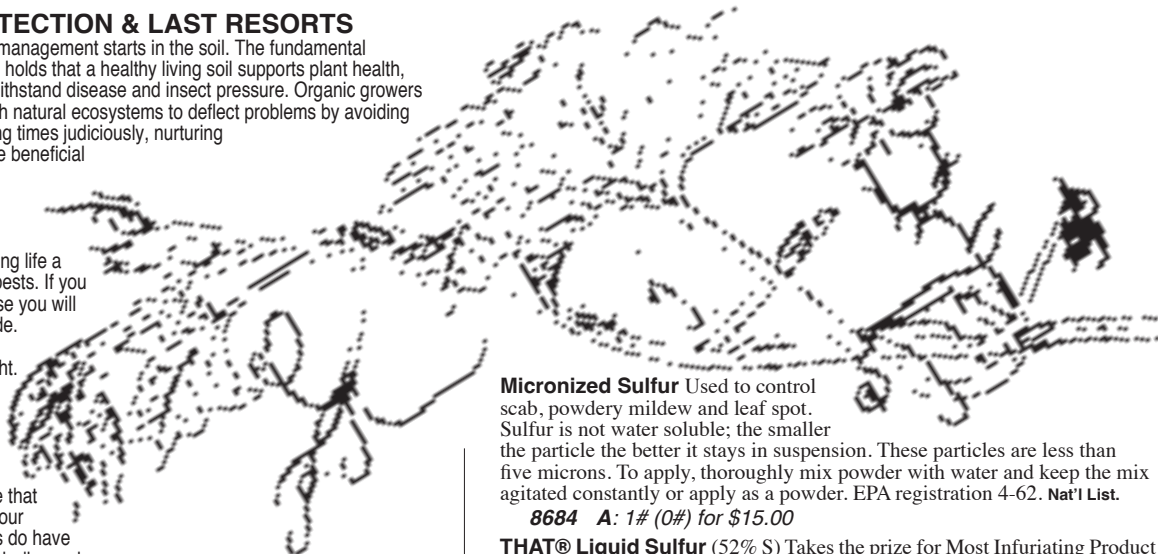 TECTION & LAST RESORTS
management starts in the soil. The fundamental
holds that a healthy living soil supports plant health,
ithstand disease and insect pressure. Organic growers
h natural ecosystems to deflect problems by avoiding
ng times judiciously, nurturing
e beneficial
ng life a
pests. If you
se you will
de.
ht.
e that
our
s do have
Micronized Sulfur Used to control
scab, powdery mildew and leaf spot.
Sulfur is not water soluble; the smaller
the particle the better it stays in suspension. These particles are less than
five microns. To apply, thoroughly mix powder with water and keep the mix
agitated constantly or apply as a powder. EPA registration 4-62. Nat'l List.
8684 A: 1# (0#) for $15.00
THAT® Liquid Sulfur (52% S) Takes the prize for Most Infuriating Product